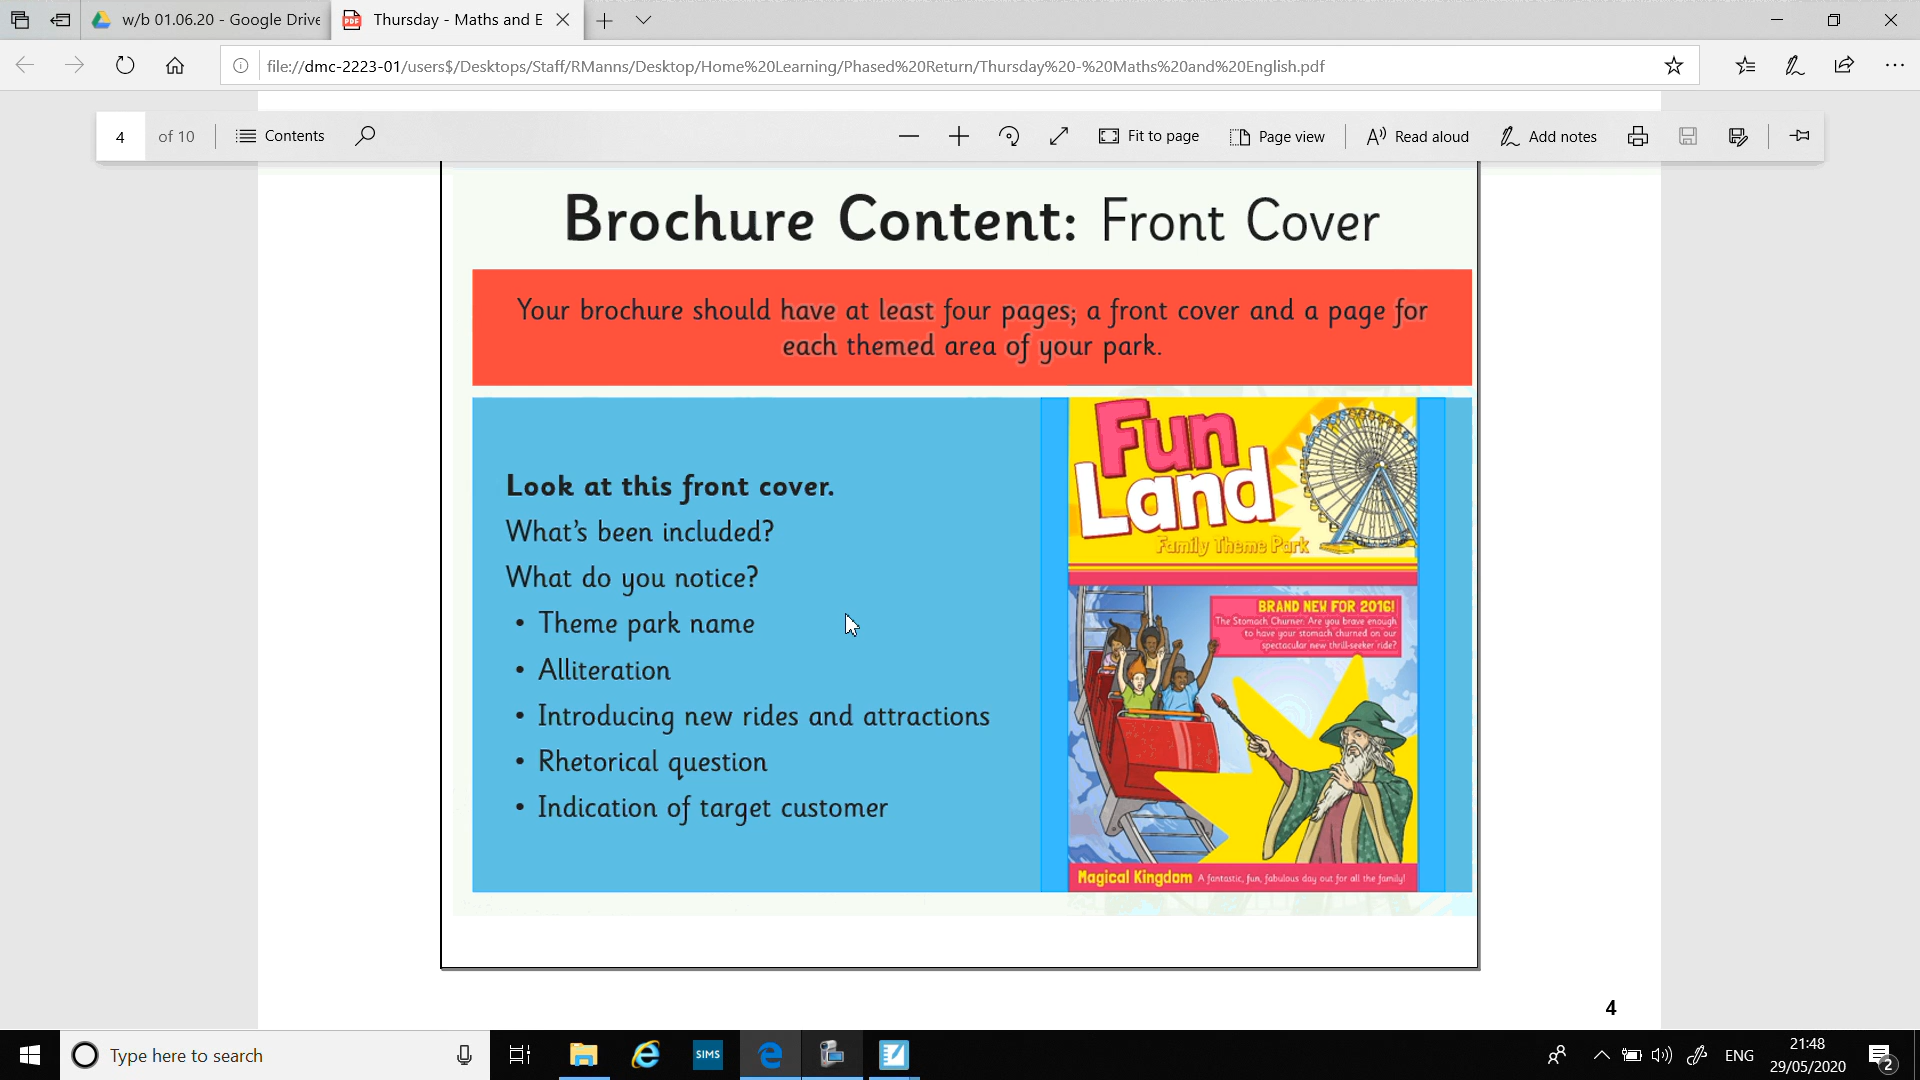 w/b 01.06.20 - Google Drive
Thursday - Maths and E
file://dmc-2223-01/users$/Desktops/Staff/RManns/Desktop/Home%20Learning/Phased%20Return/Thursday%20-%20Maths%20and%20English.pdf
4 of 10 Contents Fit to page Page view Read aloud Add notes
Brochure Content: Front Cover
Your brochure should have at least four pages; a front cover and a page for
each themed area of your park.
Look at this front cover.
What's been included?
What do you notice?
• Theme park name
• Alliteration
• Introducing new rides and attractions
• Rhetorical question
• Indication of target customer
Fun
Land
Family Theme Park
BRAND NEW FOR 2016!
The Stomach Churner: Are you brave enough
to have your stomach churned on our
spectacular new thrill-seeker ride?
Magical Kingdom A fantastic, fun, fabulous day out for all the family!
4
Type here to search
SIMS
ENG
21:48
29/05/2020
2